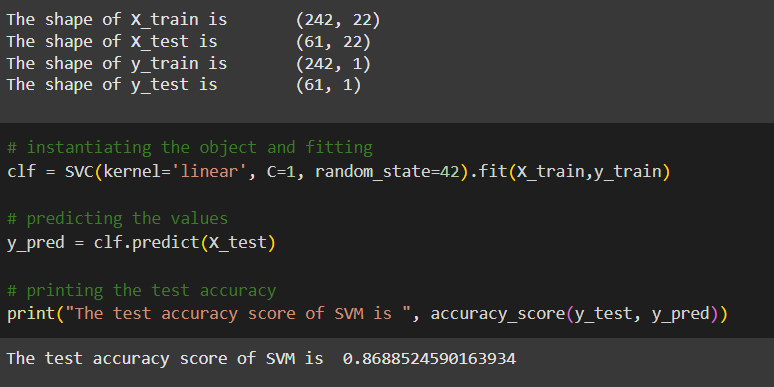 The shape of X_train is       (242, 22)
The shape of X_test is        (61, 22)
The shape of y_train is       (242, 1)
The shape of y_test is        (61, 1)
# instantiating the object and fitting
clf = SVC(kernel='linear', C=1, random_state=42).fit(X_train,y_train)
# predicting the values
y_pred = clf.predict(X_test)
# printing the test accuracy
print("The test accuracy score of SVM is ", accuracy_score(y_test, y_pred))
The test accuracy score of SVM is  0.8688524590163934